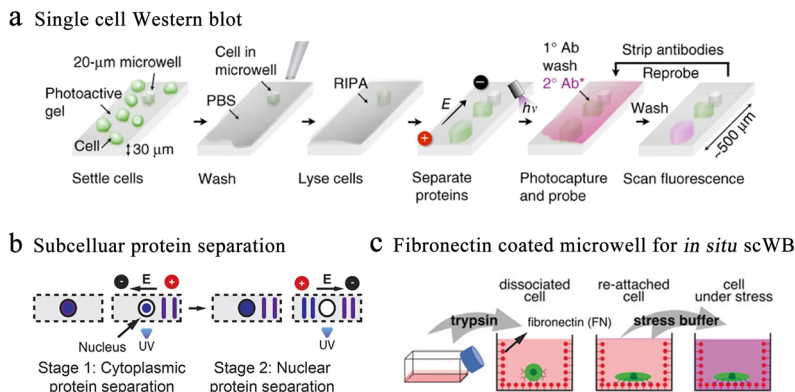 a Single cell Western blot
20-μm microwell
Photoactive
gel
Cell
30 μm
Settle cells
Cell in
microwell
PBS
Wash
RIPA
Lyse cells
E
Separate
proteins
hν
1° Ab
wash
2° Ab*
Photocapture
and probe
Strip antibodies
Reprobe
Wash
~500 μm
Scan fluorescence
b Subcelluar protein separation
- E +
Nucleus
UV
Stage 1: Cytoplasmic
protein separation
+ E -
UV
Stage 2: Nuclear
protein separation
c Fibronectin coated microwell for in situ scWB
trypsin
dissociated
cell
fibronectin (FN)
re-attached
cell
stress buffer
cell
under stress